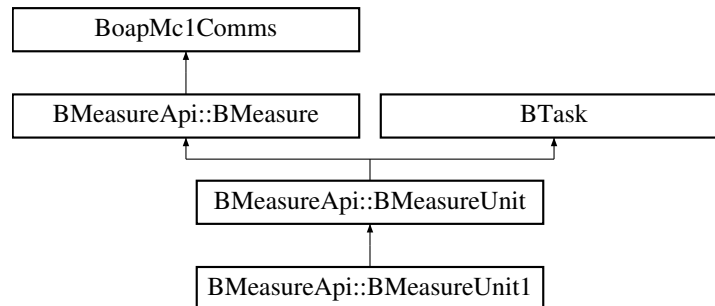 BoapMc1Comms
BMeasureApi::BMeasure
BTask
BMeasureApi::BMeasureUnit
BMeasureApi::BMeasureUnit1